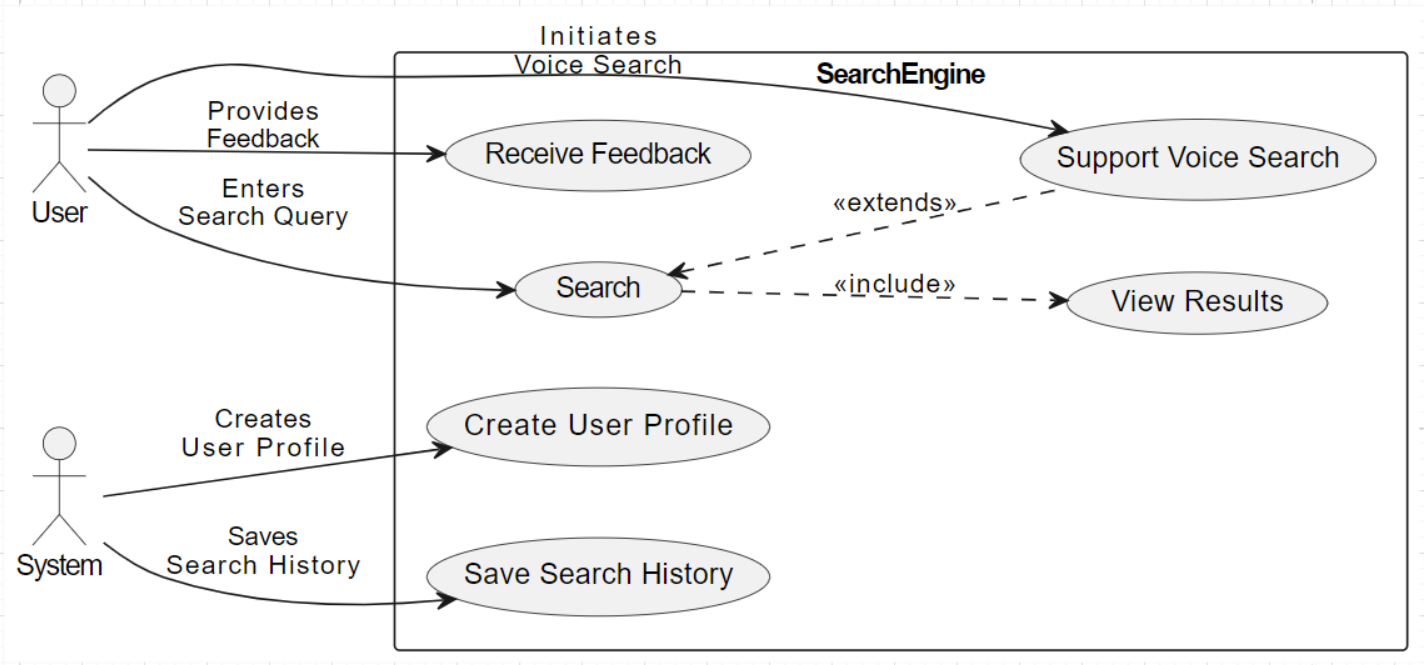 Initiates
Voice Search
SearchEngine
Provides
Feedback
Receive Feedback
Support Voice Search
User
Enters
Search Query
«extends»
Search
«include»
View Results
Creates
User Profile
Create User Profile
System
Saves
Search History
Save Search History